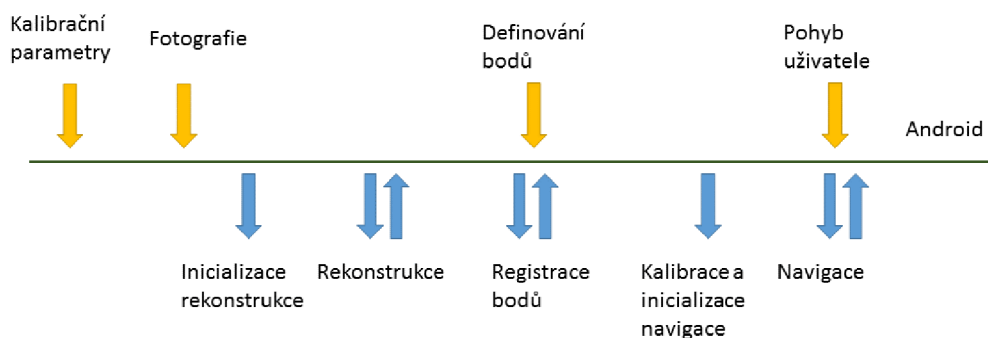 Kalibrační
parametry
Fotografie
Definování
bodů
Pohyb
uživatele
Android
Inicializace
rekonstrukce
Rekonstrukce
Registrace
bodů
Kalibrace a
inicializace
navigace
Navigace